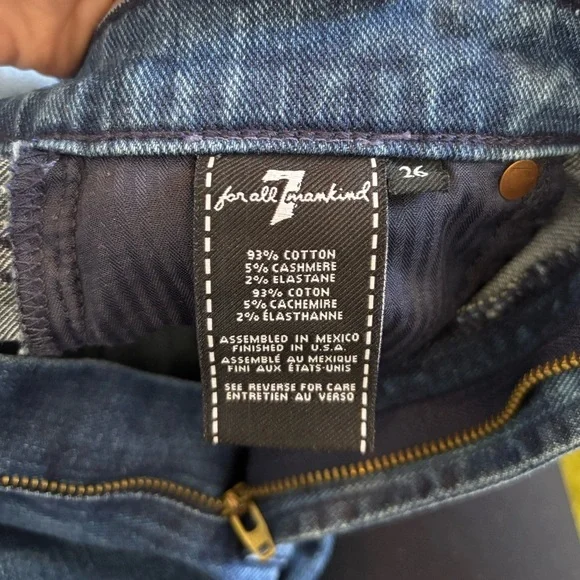 for all 7 mankind
26
93% COTTON
5% CASHMERE
2% ELASTANE
93% COTON
5% CACHEMIRE
2% ÉLASTHANNE
ASSEMBLED IN MEXICO
FINISHED IN U.S.A.
ASSEMBLÉ AU MEXIQUE
FINI AUX ÉTATS-UNIS
SEE REVERSE FOR CARE
ENTRETIEN AU VERSO